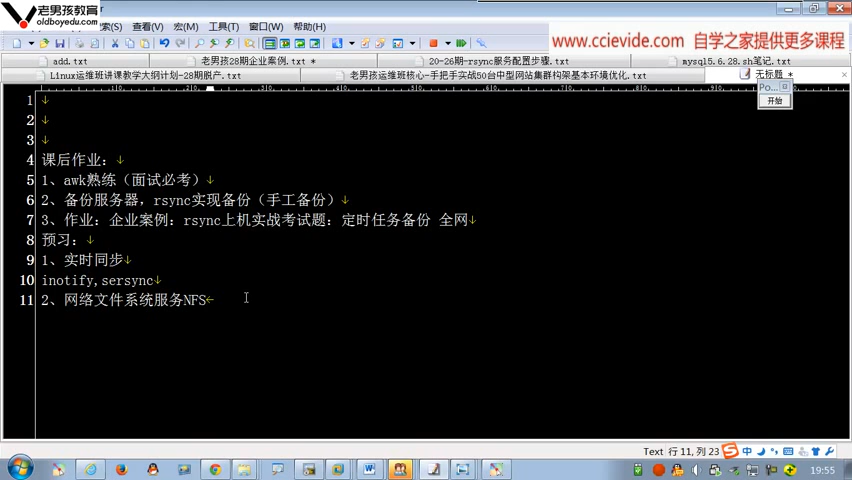 老男孩教育
oldboyedu.com
搜索(S) 查看(V) 宏(M) 工具(T) 窗口(W) 帮助(H)
www.ccievide.com 自学之家提供更多课程
add.txt 老男孩28期企业案例.txt * 20-26期-rsync服务配置步骤.txt mysql5.6.28.sh笔记.txt
Linux运维班讲课教学大纲计划-28期脱产.txt 老男孩运维班核心-手把手实战50台中型网站集群构架基本环境优化.txt 无标题 *
Po...
开始
1
2
3
4 课后作业：
5 1、awk熟练（面试必考）
6 2、备份服务器，rsync实现备份（手工备份）
7 3、作业：企业案例：rsync上机实战考试题：定时任务备份 全网
8 预习：
9 1、实时同步
10 inotify,sersync
11 2、网络文件系统服务NFS
Text 行 11, 列 23 中
19:55